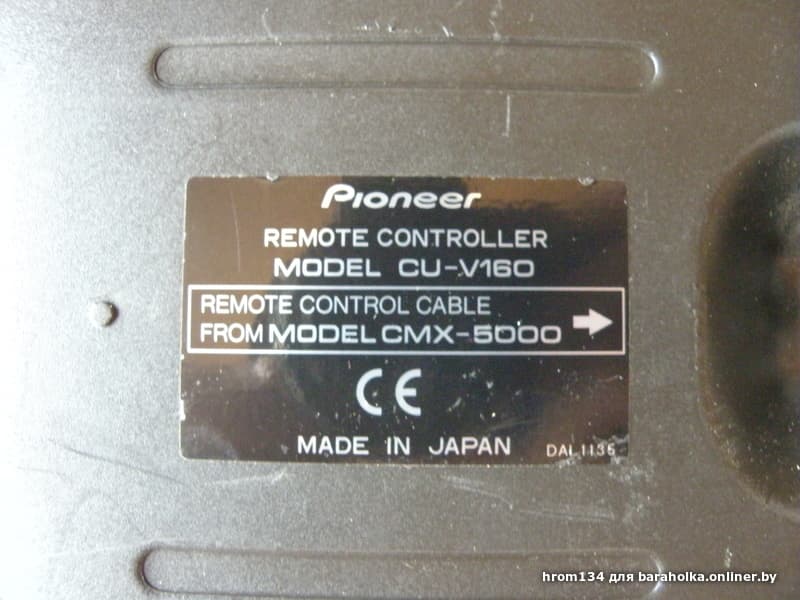 Pioneer
REMOTE CONTROLLER
MODEL CU-V160
REMOTE CONTROL CABLE
FROM MODEL CMX-5000
CE
MADE IN JAPAN DAL1135
hrom134 для baraholka.onliner.by